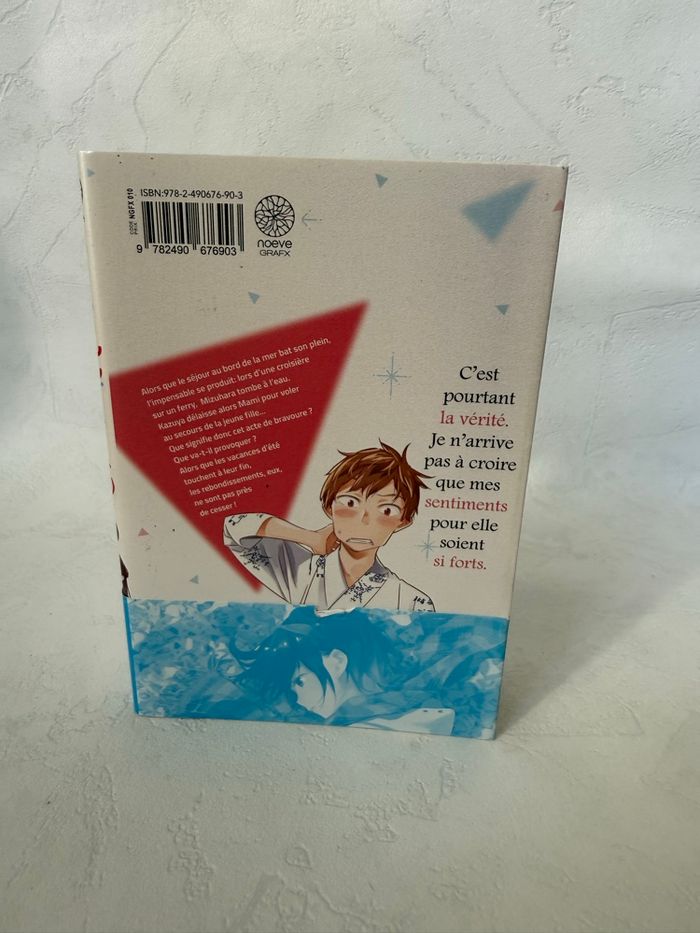 CODE PRIX NGFX 010
ISBN:978-2-490676-90-3
9 782490 676903
noeve
GRAFX
Alors que le séjour au bord de la mer bat son plein,
l'impensable se produit: lors d'une croisière
sur un ferry, Mizuhara tombe à l'eau.
Kazuya délaisse alors Mami pour voler
au secours de la jeune fille...
Que signifie donc cet acte de bravoure ?
Que va-t-il provoquer ?
Alors que les vacances d'été
touchent à leur fin,
les rebondissements, eux,
ne sont pas près
de cesser !
C'est
pourtant
la vérité.
Je n'arrive
pas à croire
que mes
sentiments
pour elle
soient
si forts.